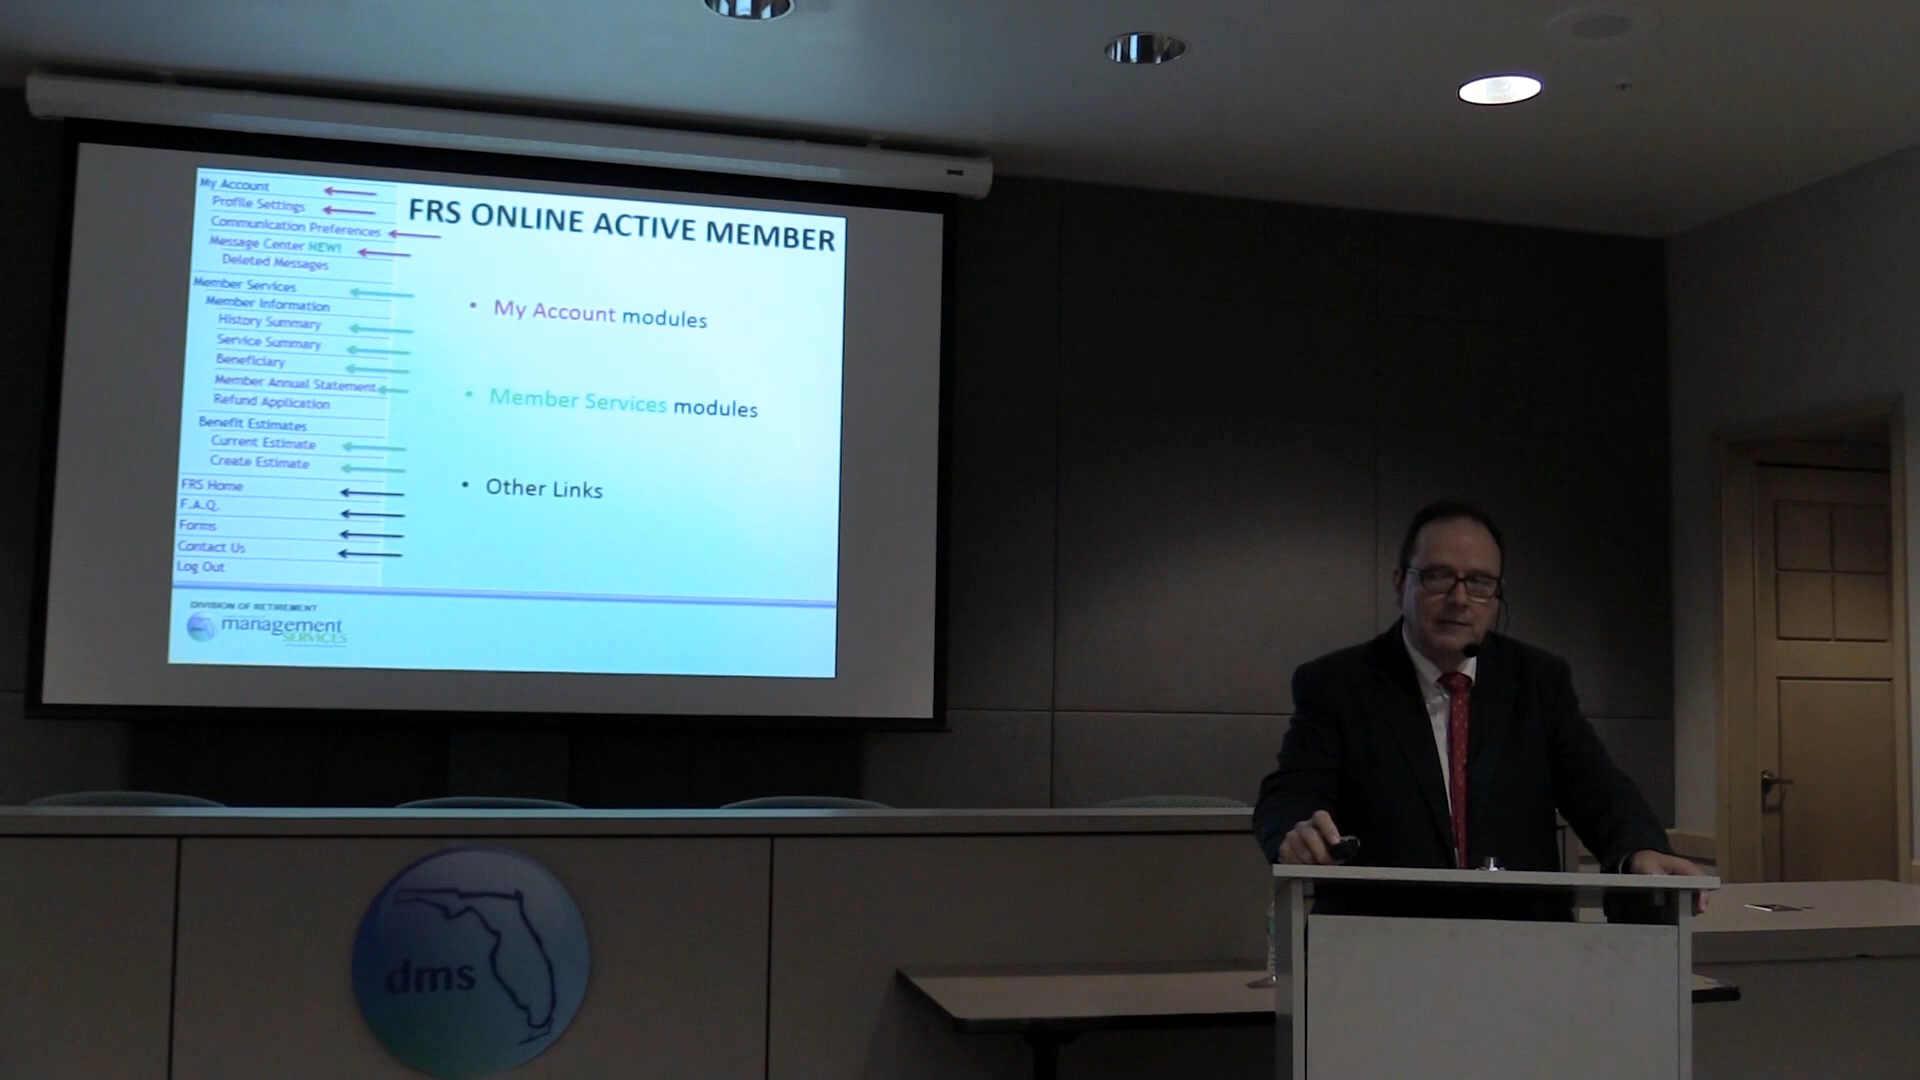 My Account
Profile Settings
Communication Preferences
Message Center NEW!
Deleted Messages
Member Services
Member Information
History Summary
Service Summary
Beneficiary
Member Annual Statement
Refund Application
Benefit Estimates
Current Estimate
Create Estimate
FRS Home
F.A.Q.
Forms
Contact Us
Log Out
FRS ONLINE ACTIVE MEMBER
• My Account modules
• Member Services modules
• Other Links
DIVISION OF RETIREMENT
management
SERVICES
dms